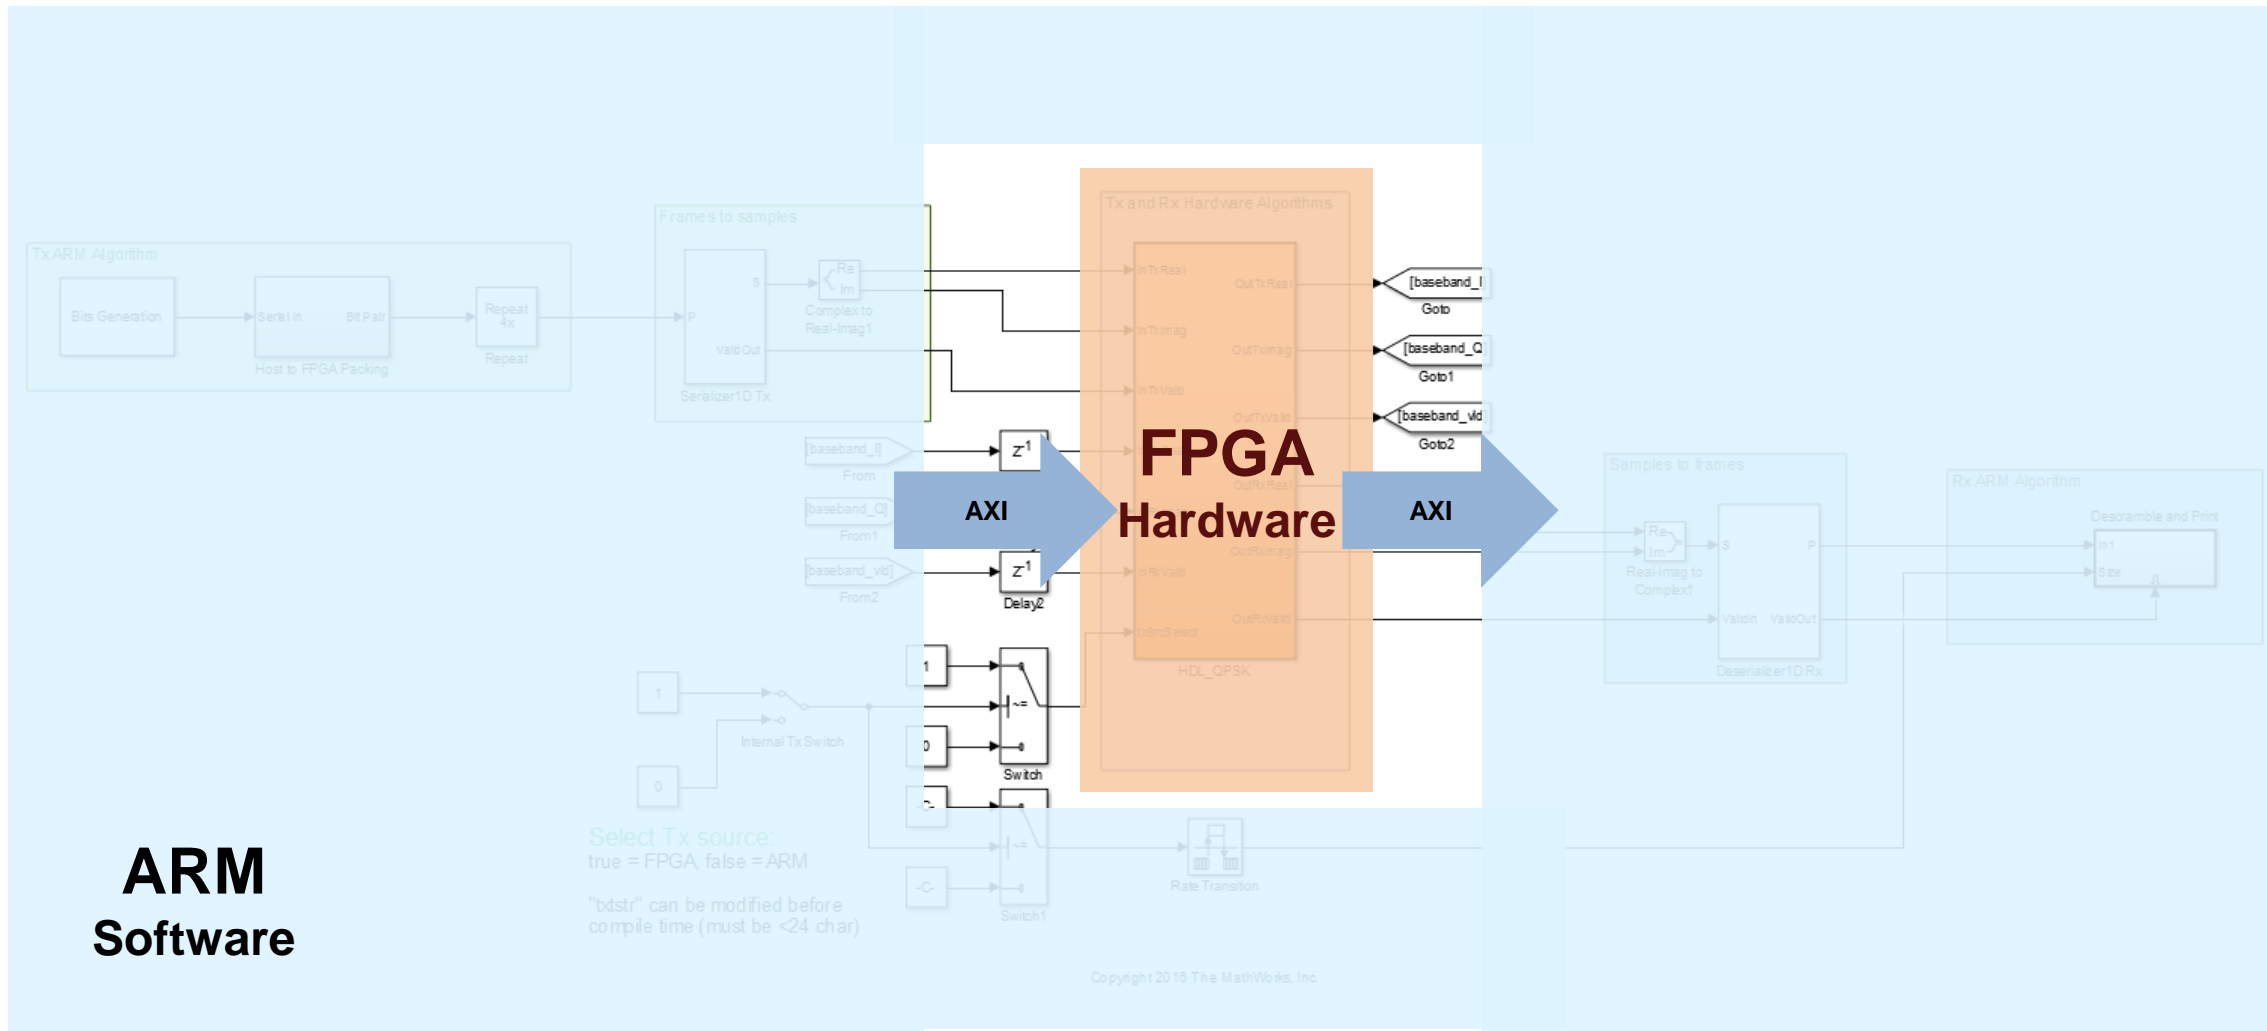 Tx ARM Algorithm
Bits Generation
Serial In
Bit Pair
Host to FPGA Packing
Repeat
4x
Repeat
Frames to samples
P
S
ValidOut
Serializer1D Tx
Re
Im
Complex to
Real-Imag1
[baseband_I]
From
[baseband_Q]
From1
[baseband_vld]
From2
Z-1
Z-1
Delay2
AXI
Tx and Rx Hardware Algorithms
InTxReal
InTxImag
InTxValid
InRxValid
txSrcSelect
OutTxReal
OutTxImag
OutTxValid
OutRxReal
OutRxImag
OutRxValid
HDL_QPSK
FPGA
Hardware
[baseband_I
Goto
[baseband_Q
Goto1
[baseband_vld
Goto2
AXI
Samples to frames
Re
Im
Real-Imag to
Complex1
S
P
ValidIn
ValidOut
Deserializer1D Rx
Rx ARM Algorithm
Descramble and Print
In1
Size
1
0
Internal Tx Switch
1
~=
0
Switch
-C-
~=
-C-
Switch1
Rate Transition
Select Tx source:
true = FPGA, false = ARM
"txtstr" can be modified before
compile time (must be <24 char)
ARM
Software
Copyright 2016 The MathWorks, Inc.